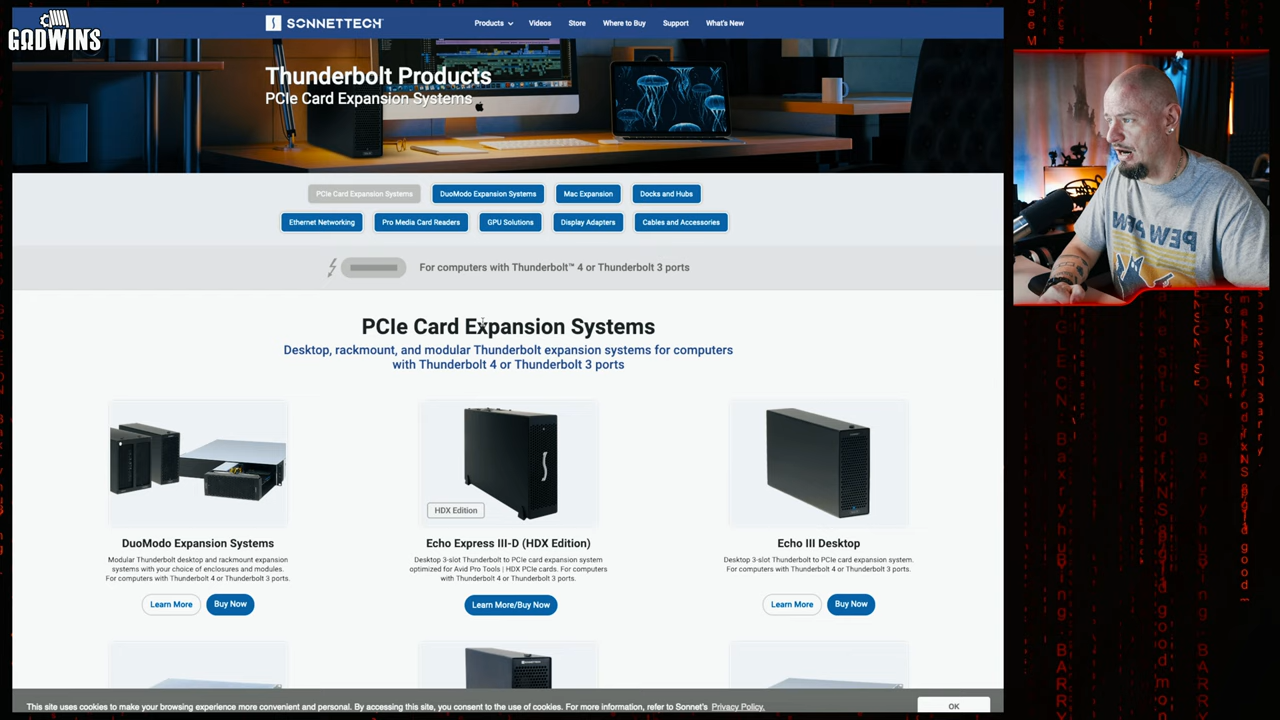 GΩDWINS
SONNETTECH
Products
Videos
Store
Where to Buy
Support
What's New
Thunderbolt Products
PCIe Card Expansion Systems
PCIe Card Expansion Systems
DuoModo Expansion Systems
Mac Expansion
Docks and Hubs
Ethernet Networking
Pro Media Card Readers
GPU Solutions
Display Adapters
Cables and Accessories
For computers with Thunderbolt™ 4 or Thunderbolt 3 ports
PCIe Card Expansion Systems
Desktop, rackmount, and modular Thunderbolt expansion systems for computers
with Thunderbolt 4 or Thunderbolt 3 ports
DuoModo Expansion Systems
Modular Thunderbolt desktop and rackmount expansion
systems with your choice of enclosures and modules.
For computers with Thunderbolt 4 or Thunderbolt 3 ports.
Learn More
Buy Now
HDX Edition
Echo Express III-D (HDX Edition)
Desktop 3-slot Thunderbolt to PCIe card expansion system
optimized for Avid Pro Tools | HDX PCIe cards. For computers
with Thunderbolt 4 or Thunderbolt 3 ports.
Learn More/Buy Now
Echo III Desktop
Desktop 3-slot Thunderbolt to PCIe card expansion system.
For computers with Thunderbolt 4 or Thunderbolt 3 ports.
Learn More
Buy Now
This site uses cookies to make your browsing experience more convenient and personal. By accessing this site, you consent to the use of cookies. For more information, refer to Sonnet's Privacy Policy.
OK
PEW PEW